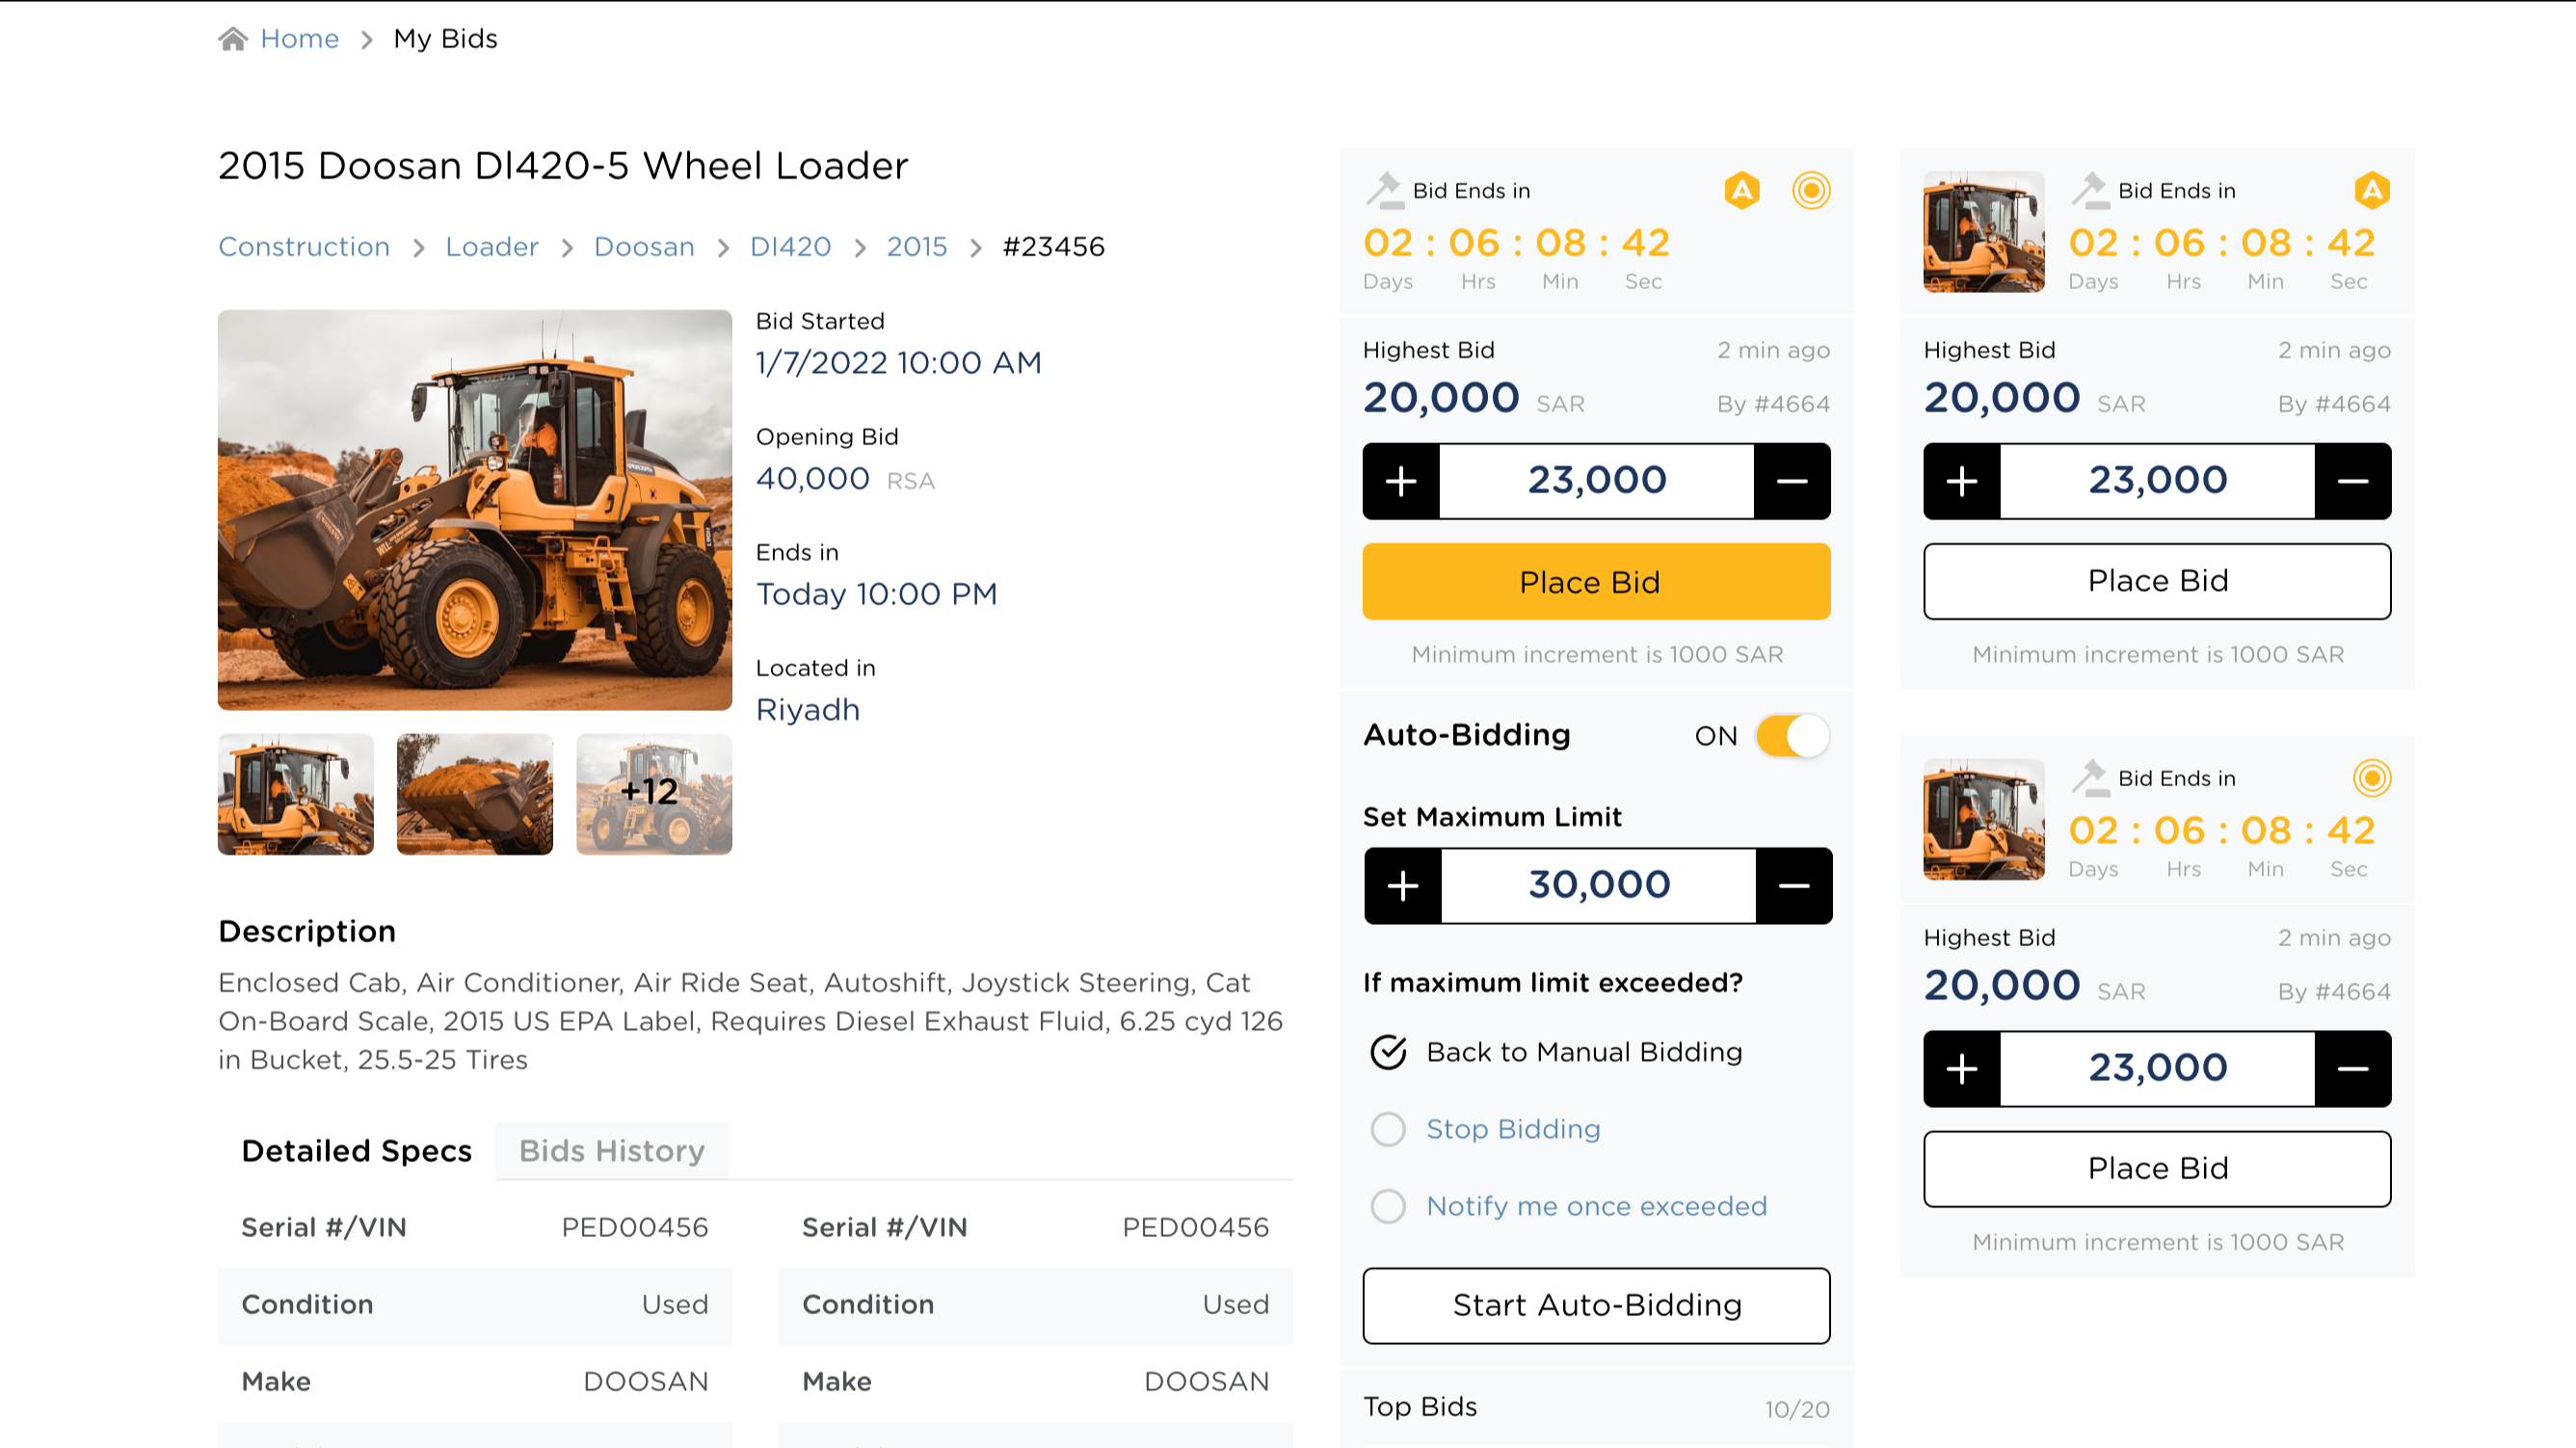 Home > My Bids
2015 Doosan Dl420-5 Wheel Loader
Construction > Loader > Doosan > Dl420 > 2015 > #23456
Bid Started
1/7/2022 10:00 AM
Opening Bid
40,000 RSA
Ends in
Today 10:00 PM
Located in
Riyadh
+12
Description
Enclosed Cab, Air Conditioner, Air Ride Seat, Autoshift, Joystick Steering, Cat
On-Board Scale, 2015 US EPA Label, Requires Diesel Exhaust Fluid, 6.25 cyd 126
in Bucket, 25.5-25 Tires
Detailed Specs Bids History
Serial #/VIN PED00456 Serial #/VIN PED00456
Condition Used Condition Used
Make DOOSAN Make DOOSAN
Bid Ends in A
02 : 06 : 08 : 42
Days Hrs Min Sec
Highest Bid 2 min ago
20,000 SAR By #4664
+ 23,000 −
Place Bid
Minimum increment is 1000 SAR
Auto-Bidding ON
Set Maximum Limit
+ 30,000 −
If maximum limit exceeded?
Back to Manual Bidding
Stop Bidding
Notify me once exceeded
Start Auto-Bidding
Top Bids 10/20
Bid Ends in A
02 : 06 : 08 : 42
Days Hrs Min Sec
Highest Bid 2 min ago
20,000 SAR By #4664
+ 23,000 −
Place Bid
Minimum increment is 1000 SAR
Bid Ends in
02 : 06 : 08 : 42
Days Hrs Min Sec
Highest Bid 2 min ago
20,000 SAR By #4664
+ 23,000 −
Place Bid
Minimum increment is 1000 SAR